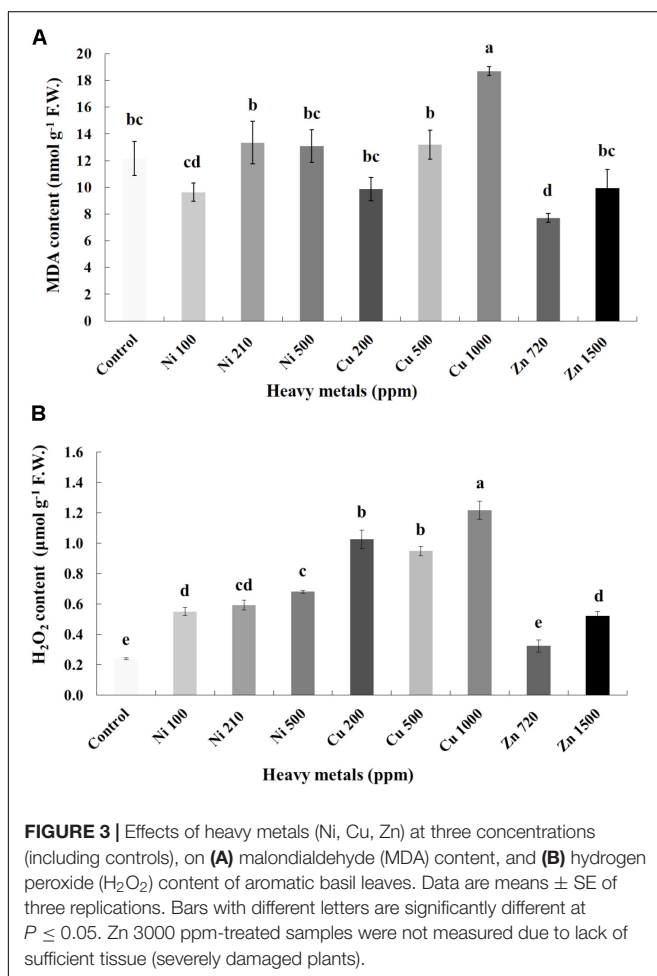 A
MDA content (nmol g⁻¹ F.W.)
20
18
16
14
12
10
8
6
4
2
0
bc
cd
b
bc
bc
b
a
d
bc
Control
Ni 100
Ni 210
Ni 500
Cu 200
Cu 500
Cu 1000
Zn 720
Zn 1500
Heavy metals (ppm)
B
H₂O₂ content (μmol g⁻¹ F.W.)
1.6
1.4
1.2
1.0
0.8
0.6
0.4
0.2
0.0
e
d
cd
c
b
b
a
e
d
Control
Ni 100
Ni 210
Ni 500
Cu 200
Cu 500
Cu 1000
Zn 720
Zn 1500
Heavy metals (ppm)
FIGURE 3 | Effects of heavy metals (Ni, Cu, Zn) at three concentrations
(including controls), on (A) malondialdehyde (MDA) content, and (B) hydrogen
peroxide (H₂O₂) content of aromatic basil leaves. Data are means ± SE of
three replications. Bars with different letters are significantly different at
P ≤ 0.05. Zn 3000 ppm-treated samples were not measured due to lack of
sufficient tissue (severely damaged plants).